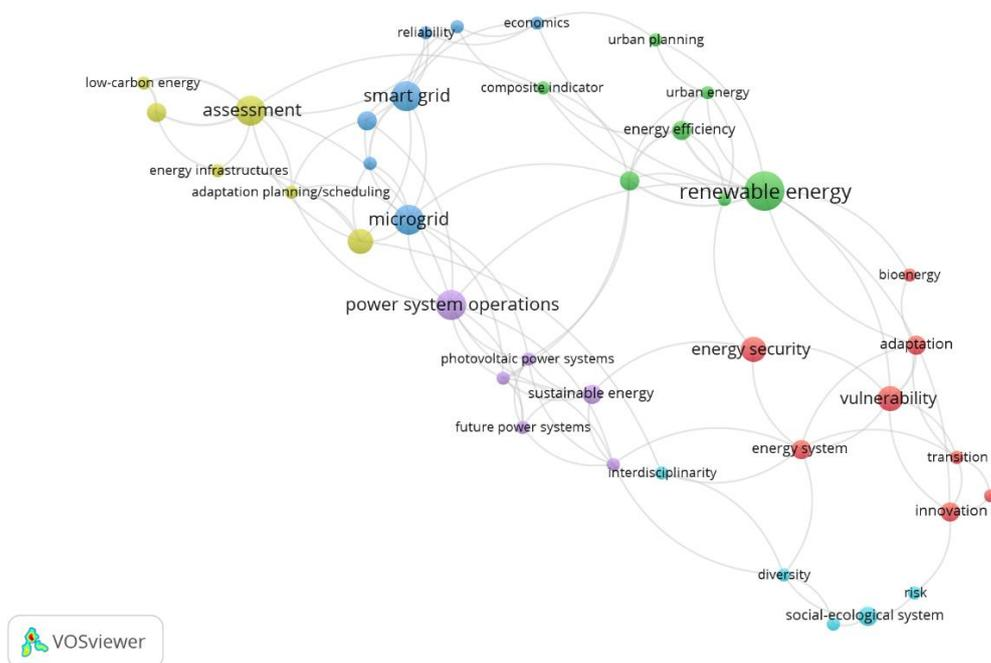 economics
reliability
urban planning
low-carbon energy
composite indicator
urban energy
smart grid
assessment
energy efficiency
energy infrastructures
adaptation planning/scheduling
renewable energy
microgrid
bioenergy
power system operations
adaptation
energy security
photovoltaic power systems
sustainable energy
vulnerability
future power systems
energy system
transition
interdisciplinarity
innovation
diversity
risk
social-ecological system
VOSviewer